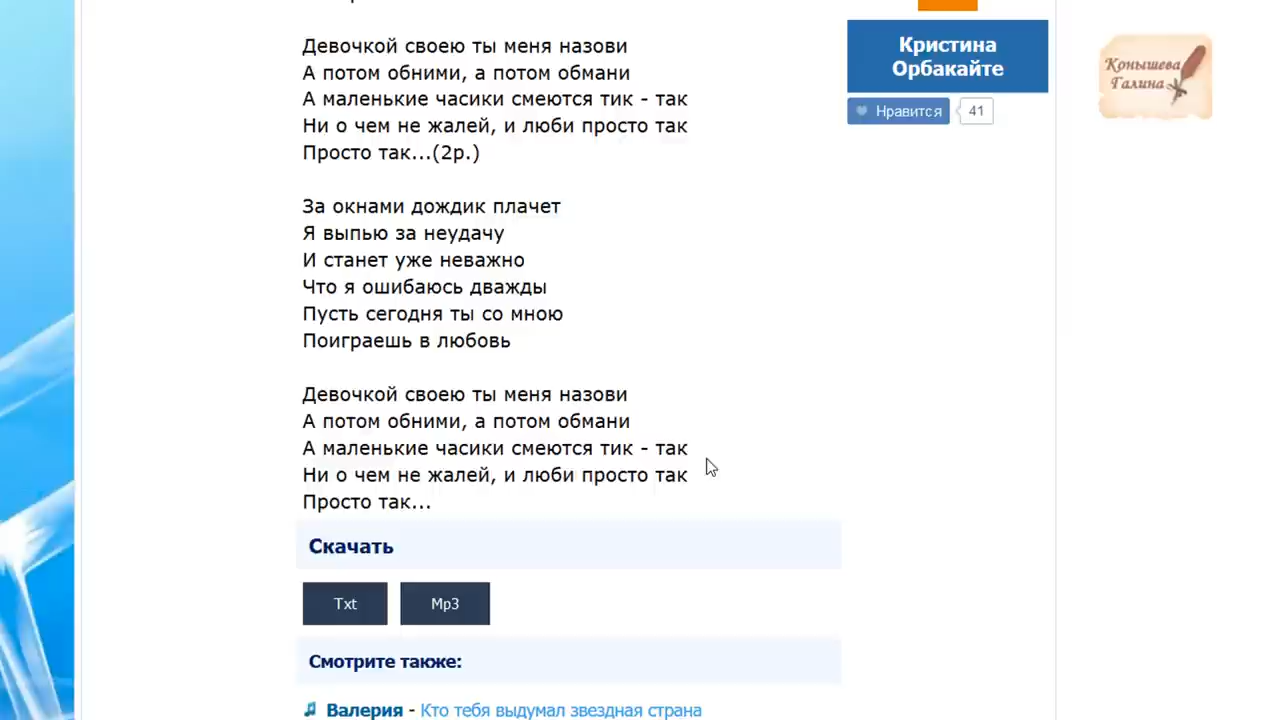 Девочкой своею ты меня назови
А потом обними, а потом обмани
А маленькие часики смеются тик - так
Ни о чем не жалей, и люби просто так
Просто так...(2р.)
За окнами дождик плачет
Я выпью за неудачу
И станет уже неважно
Что я ошибаюсь дважды
Пусть сегодня ты со мною
Поиграешь в любовь
Девочкой своею ты меня назови
А потом обними, а потом обмани
А маленькие часики смеются тик - так
Ни о чем не жалей, и люби просто так
Просто так...
Скачать
Txt Mp3
Смотрите также:
Валерия - Кто тебя выдумал звездная страна
Кристина
Орбакайте
Нравится 41
Конышева
Галина